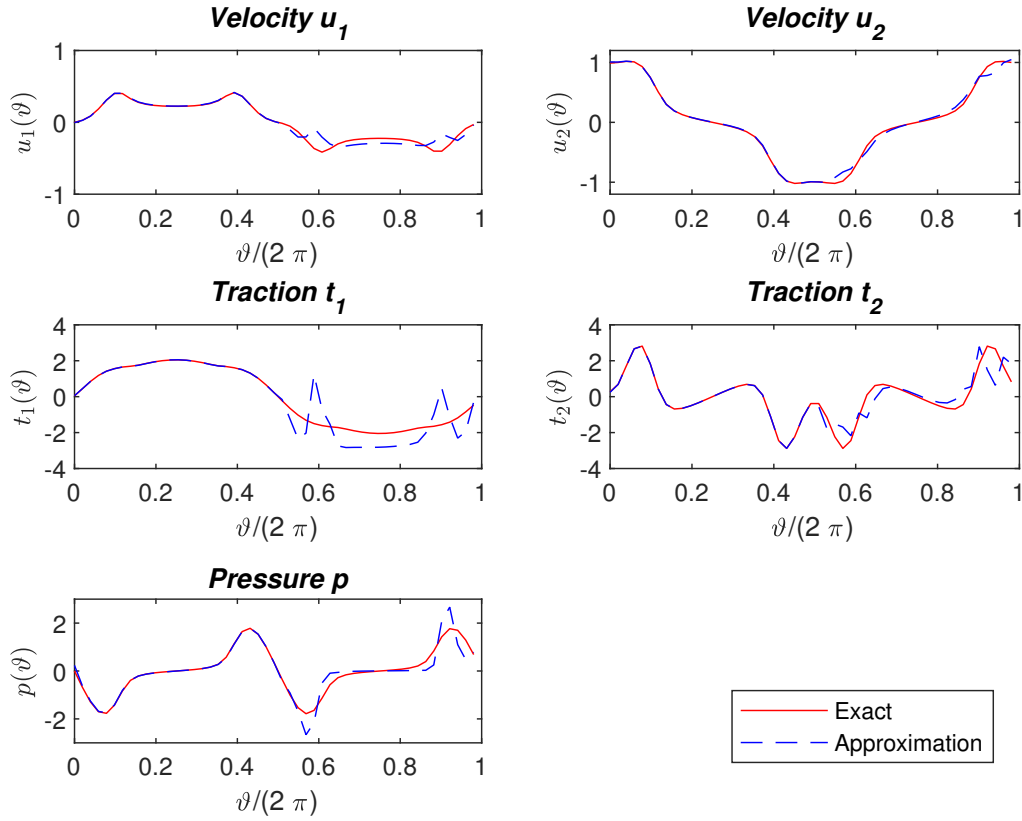 Velocity u1
1
0
-1
u1(ϑ)
0 0.2 0.4 0.6 0.8 1
ϑ/(2 π)
Velocity u2
1
0
-1
u2(ϑ)
0 0.2 0.4 0.6 0.8 1
ϑ/(2 π)
Traction t1
4
2
0
-2
-4
t1(ϑ)
0 0.2 0.4 0.6 0.8 1
ϑ/(2 π)
Traction t2
4
2
0
-2
-4
t2(ϑ)
0 0.2 0.4 0.6 0.8 1
ϑ/(2 π)
Pressure p
2
0
-2
p(ϑ)
0 0.2 0.4 0.6 0.8 1
ϑ/(2 π)
Exact
Approximation